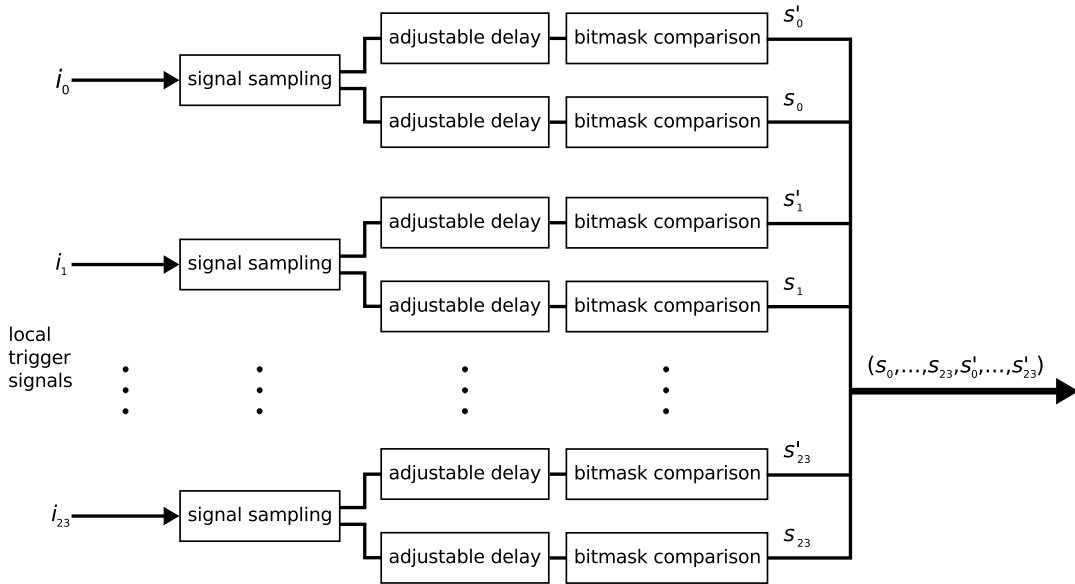 s'₀
adjustable delay
bitmask comparison
i₀
signal sampling
s₀
adjustable delay
bitmask comparison
s'₁
adjustable delay
bitmask comparison
i₁
signal sampling
s₁
adjustable delay
bitmask comparison
local
trigger
signals
(s₀,...,s₂₃,s'₀,...,s'₂₃)
s'₂₃
adjustable delay
bitmask comparison
i₂₃
signal sampling
s₂₃
adjustable delay
bitmask comparison